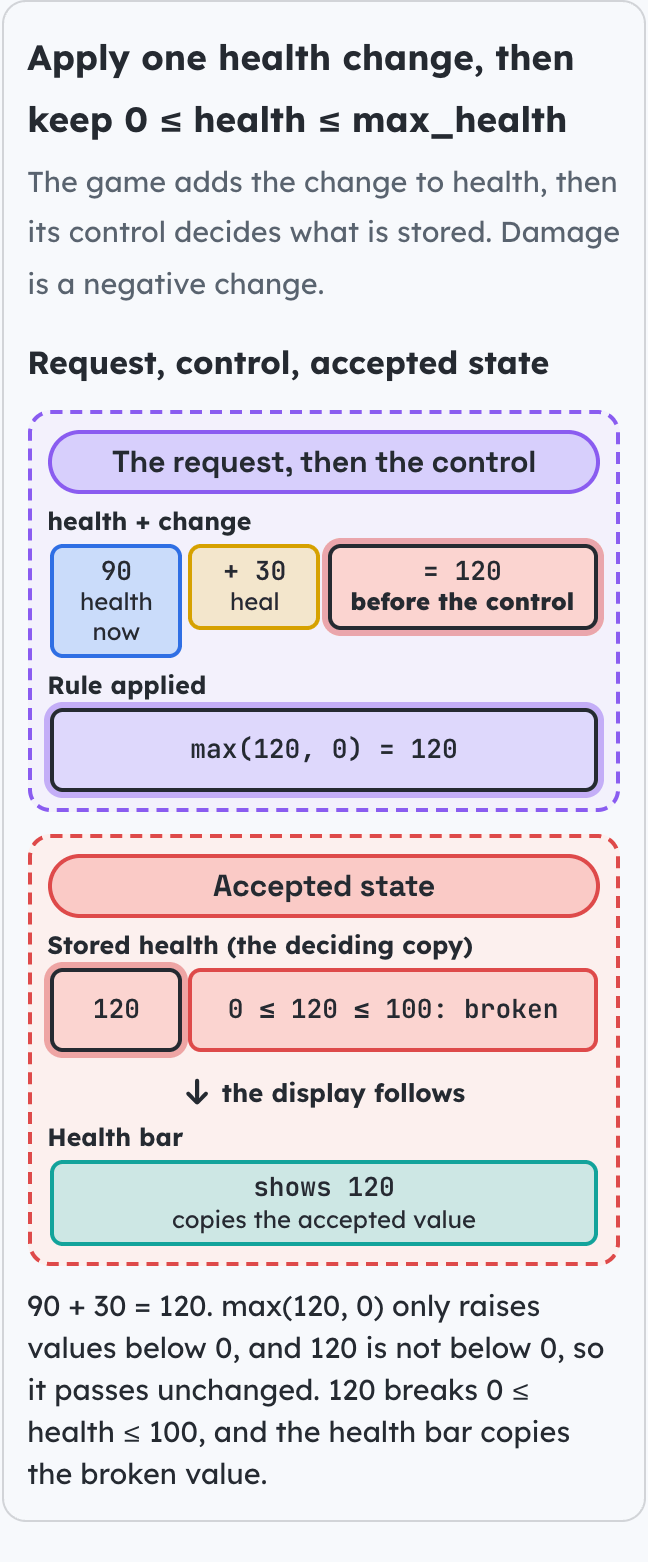 Apply one health change, then
keep 0 ≤ health ≤ max_health
The game adds the change to health, then
its control decides what is stored. Damage
is a negative change.
Request, control, accepted state
The request, then the control
health + change
90
health
now
+ 30
heal
= 120
before the control
Rule applied
max(120, 0) = 120
Accepted state
Stored health (the deciding copy)
120
0 ≤ 120 ≤ 100: broken
↓ the display follows
Health bar
shows 120
copies the accepted value
90 + 30 = 120. max(120, 0) only raises
values below 0, and 120 is not below 0, so
it passes unchanged. 120 breaks 0 ≤
health ≤ 100, and the health bar copies
the broken value.